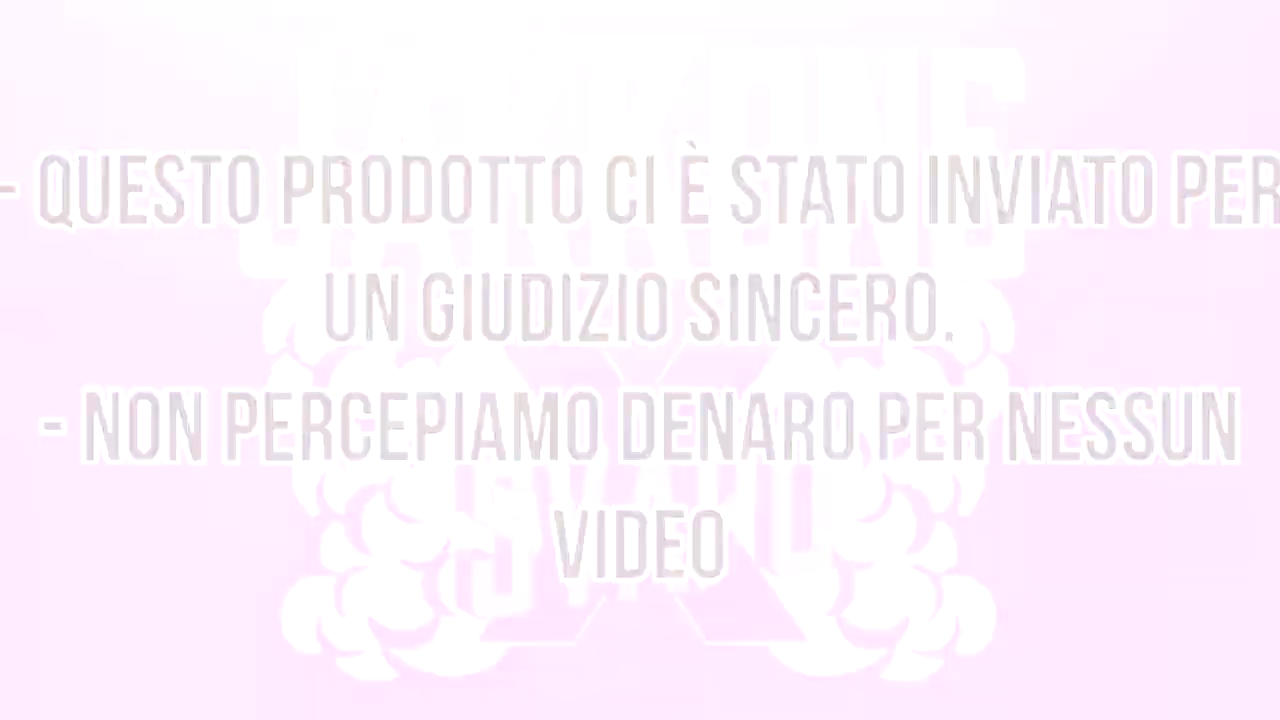 - QUESTO PRODOTTO CI È STATO INVIATO PER
UN GIUDIZIO SINCERO.
- NON PERCEPIAMO DENARO PER NESSUN
VIDEO